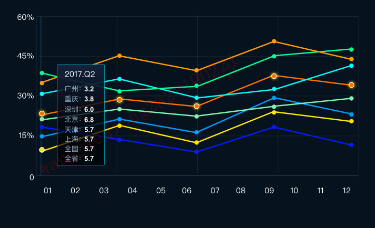 60%
45%
30%
15%
0
2017.Q2
广州: 3.2
重庆: 3.8
深圳: 6.0
北京: 6.8
天津: 5.7
上海: 5.7
全国: 5.7
全省: 5.7
01 02 04 05 06 07 08 09 10 11 12